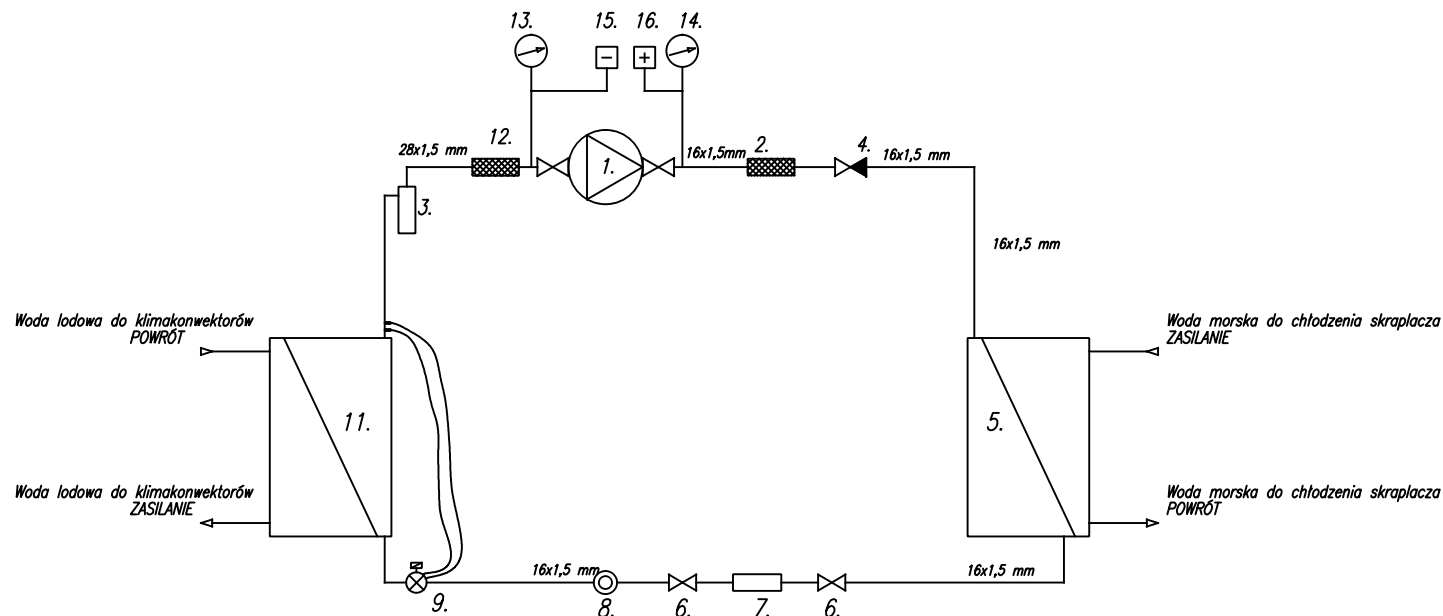 13.
15.
16.
14.
28x1,5 mm
12.
1.
16x1,5mm
2.
4.
16x1,5 mm
3.
16x1,5 mm
Woda lodowa do klimakonwektorów
POWRÓT
Woda morska do chłodzenia skraplacza
ZASILANIE
11.
5.
Woda lodowa do klimakonwektorów
ZASILANIE
Woda morska do chłodzenia skraplacza
POWRÓT
9.
16x1,5 mm
8.
6.
7.
6.
16x1,5 mm